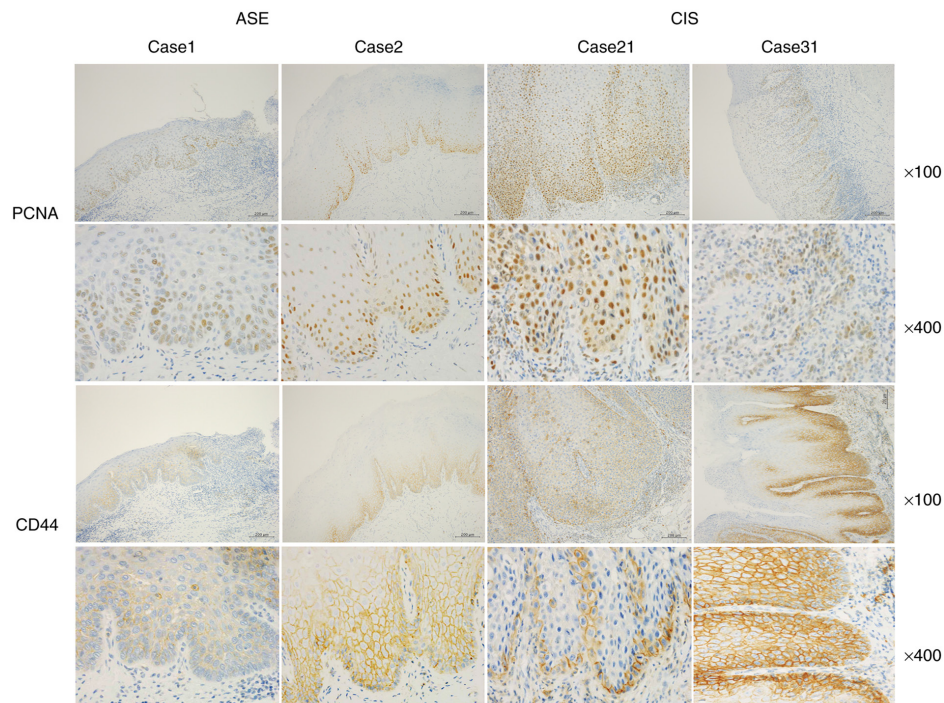 ASE CIS
Case1 Case2 Case21 Case31
×100
PCNA
×400
×100
CD44
×400